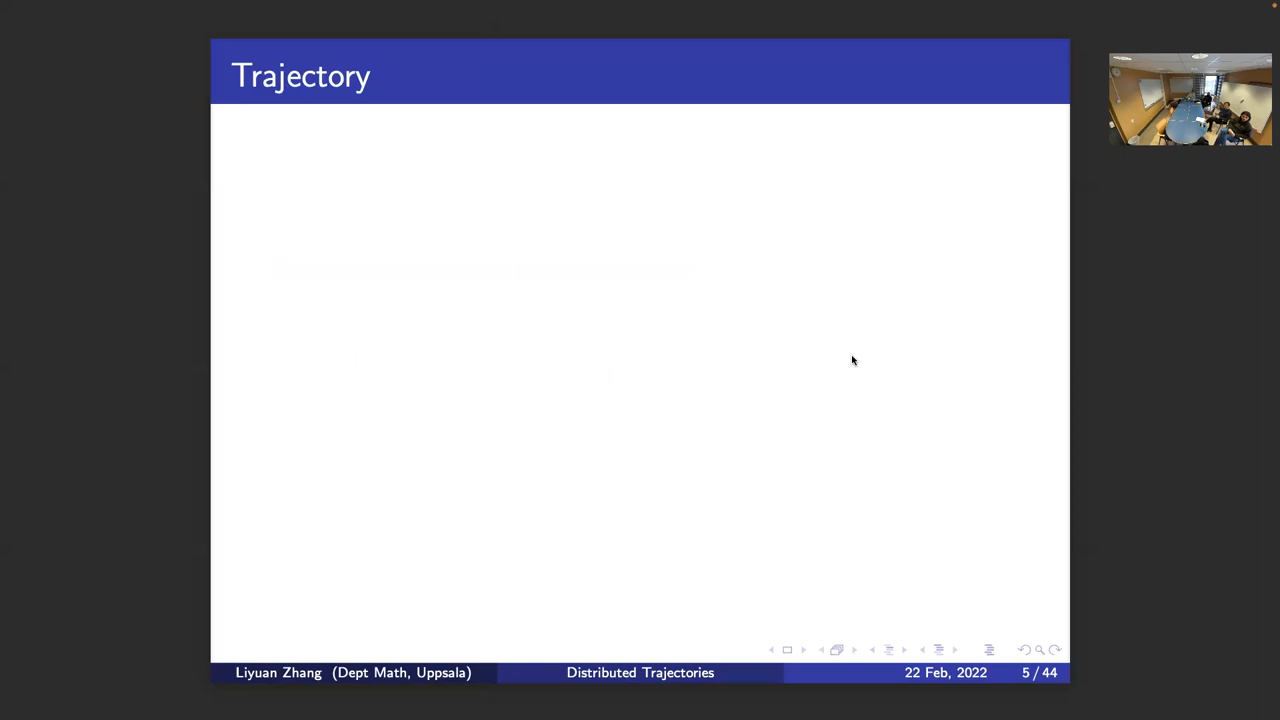 Trajectory
Liyuan Zhang (Dept Math, Uppsala) Distributed Trajectories 22 Feb, 2022 5 / 44